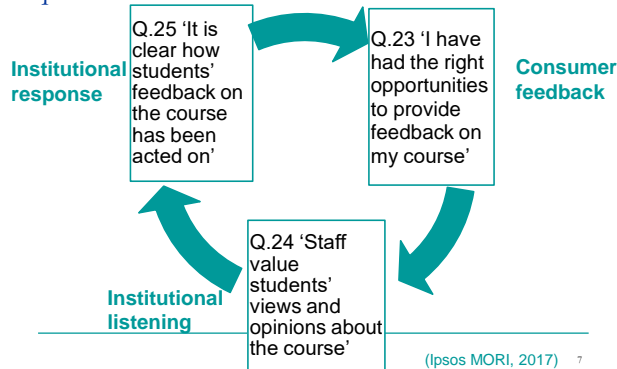 Institutional
response
Q.25 ‘It is
clear how
students’
feedback on
the course
has been
acted on’
Q.23 ‘I have
had the right
opportunities
to provide
feedback on
my course’
Consumer
feedback
Q.24 ‘Staff
value
students’
views and
opinions about
the course’
Institutional
listening
(Ipsos MORI, 2017)
7